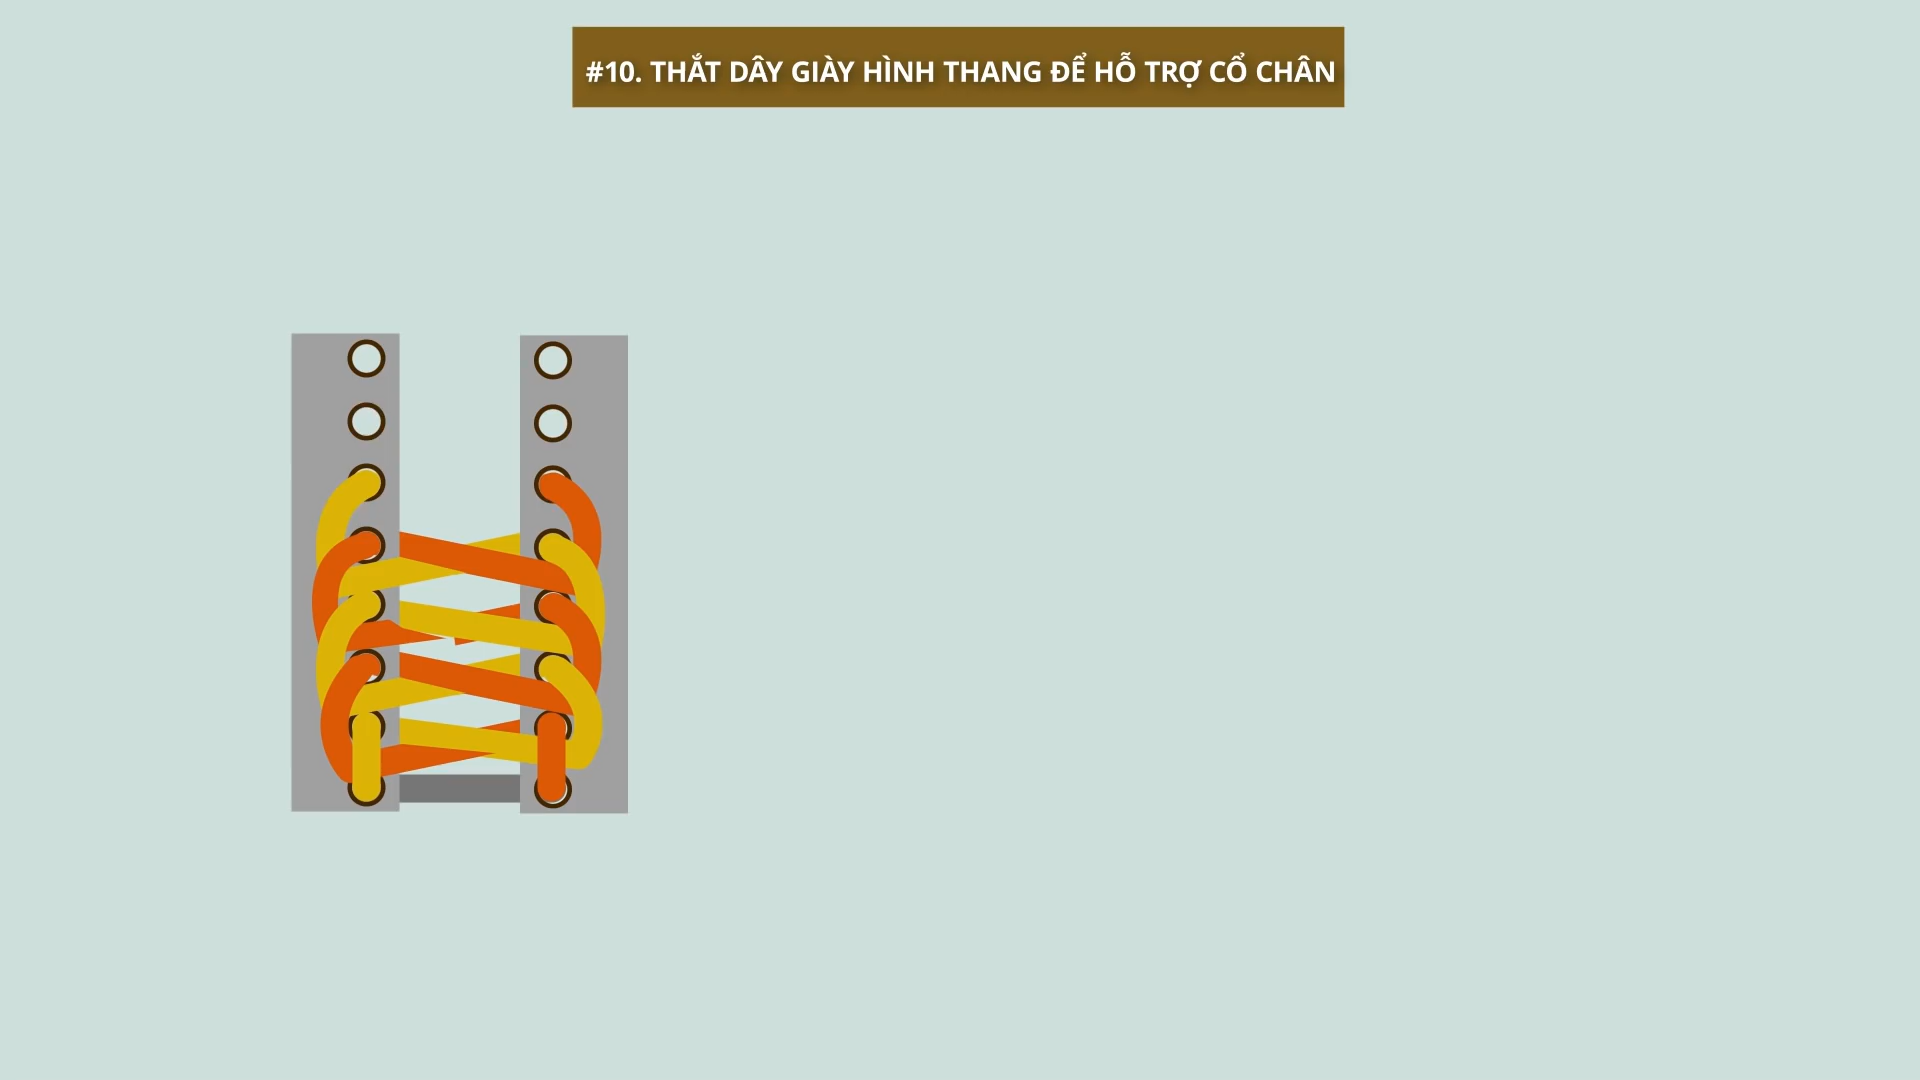 #10. THẮT DÂY GIÀY HÌNH THANG ĐỂ HỖ TRỢ CỔ CHÂN